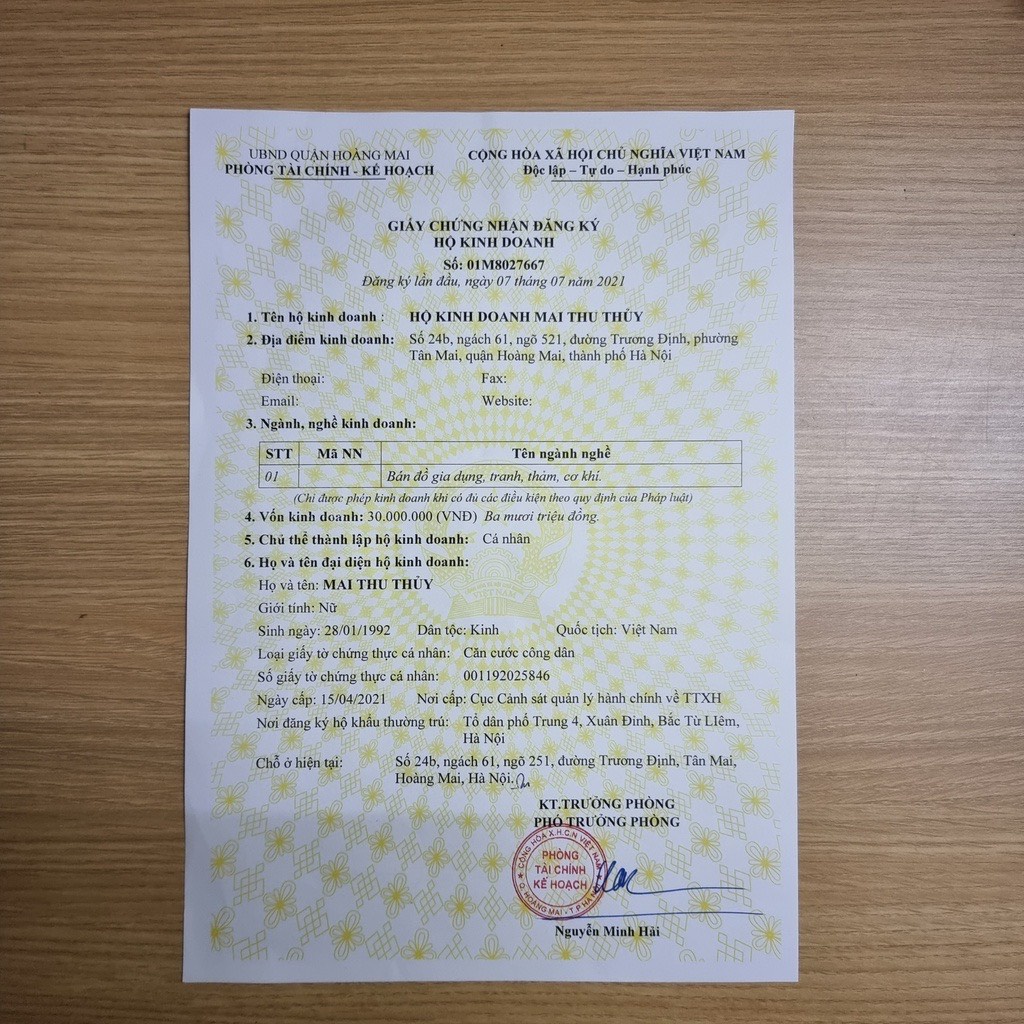 UBND QUẬN HOÀNG MAI
PHÒNG TÀI CHÍNH - KẾ HOẠCH
CỘNG HÒA XÃ HỘI CHỦ NGHĨA VIỆT NAM
Độc lập – Tự do – Hạnh phúc
GIẤY CHỨNG NHẬN ĐĂNG KÝ
HỘ KINH DOANH
Số: 01M8027667
Đăng ký lần đầu, ngày 07 tháng 07 năm 2021
1. Tên hộ kinh doanh : HỘ KINH DOANH MAI THU THỦY
2. Địa điểm kinh doanh: Số 24b, ngách 61, ngõ 521, đường Trương Định, phường
Tân Mai, quận Hoàng Mai, thành phố Hà Nội
Điện thoại: Fax:
Email: Website:
3. Ngành, nghề kinh doanh:
STT Mã NN Tên ngành nghề
01 Bán đồ gia dụng, tranh, thảm, cơ khí.
(Chỉ được phép kinh doanh khi có đủ các điều kiện theo quy định của Pháp luật)
4. Vốn kinh doanh: 30.000.000 (VNĐ) Ba mươi triệu đồng.
5. Chủ thể thành lập hộ kinh doanh: Cá nhân
6. Họ và tên đại diện hộ kinh doanh:
Họ và tên: MAI THU THỦY
Giới tính: Nữ
Sinh ngày: 28/01/1992 Dân tộc: Kinh Quốc tịch: Việt Nam
Loại giấy tờ chứng thực cá nhân: Căn cước công dân
Số giấy tờ chứng thực cá nhân: 001192025846
Ngày cấp: 15/04/2021 Nơi cấp: Cục Cảnh sát quản lý hành chính về TTXH
Nơi đăng ký hộ khẩu thường trú: Tổ dân phố Trung 4, Xuân Đỉnh, Bắc Từ LIêm,
Hà Nội
Chỗ ở hiện tại: Số 24b, ngách 61, ngõ 251, đường Trương Định, Tân Mai,
Hoàng Mai, Hà Nội.
KT.TRƯỞNG PHÒNG
PHÓ TRƯỞNG PHÒNG
CỘNG HÒA X.H.C.N VIỆT NAM
PHÒNG
TÀI CHÍNH
KẾ HOẠCH
Q. HOÀNG MAI - T.P HÀ
Nguyễn Minh Hải
VIỆT NAM